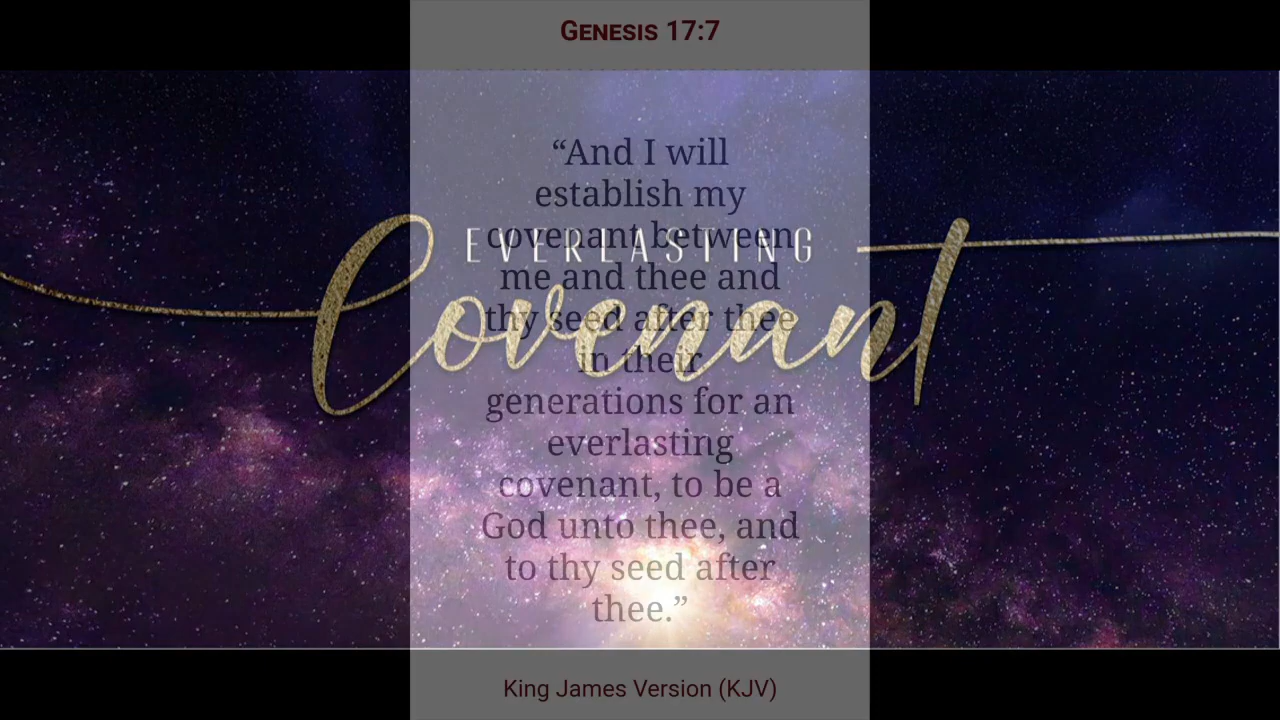 GENESIS 17:7
“And I will
establish my
covenant between
EVERLASTING
me and thee and
thy seed after thee
Covenant
in their
generations for an
everlasting
covenant, to be a
God unto thee, and
to thy seed after
thee.”
King James Version (KJV)